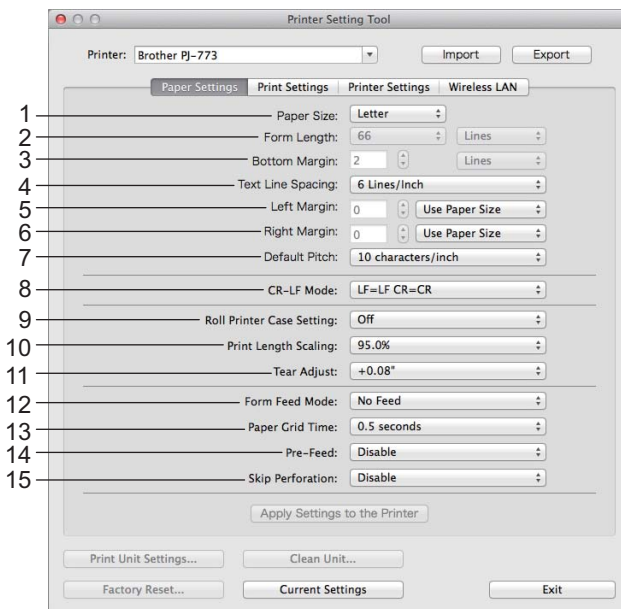 Printer Setting Tool
Printer: Brother PJ-773 Import Export
Paper Settings Print Settings Printer Settings Wireless LAN
1 Paper Size: Letter
2 Form Length: 66 Lines
3 Bottom Margin: 2 Lines
4 Text Line Spacing: 6 Lines/Inch
5 Left Margin: 0 Use Paper Size
6 Right Margin: 0 Use Paper Size
7 Default Pitch: 10 characters/inch
8 CR-LF Mode: LF=LF CR=CR
9 Roll Printer Case Setting: Off
10 Print Length Scaling: 95.0%
11 Tear Adjust: +0.08"
12 Form Feed Mode: No Feed
13 Paper Grid Time: 0.5 seconds
14 Pre-Feed: Disable
15 Skip Perforation: Disable
Apply Settings to the Printer
Print Unit Settings... Clean Unit...
Factory Reset... Current Settings Exit